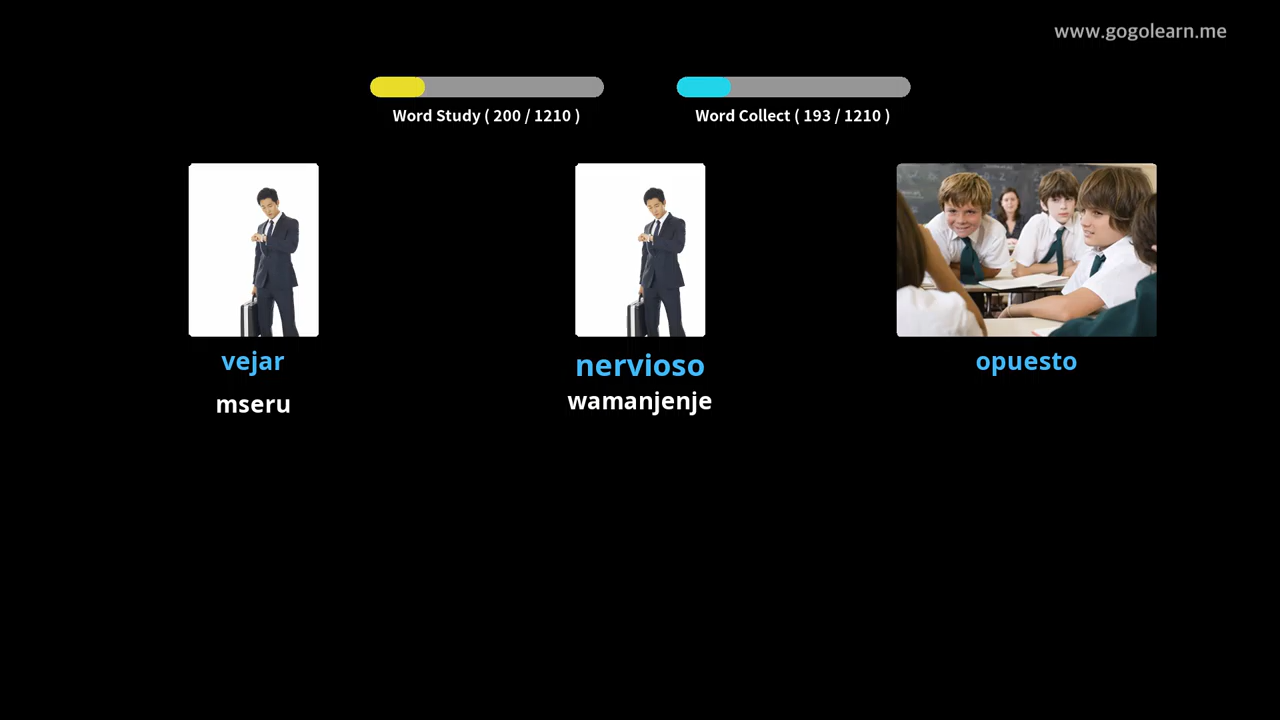 www.gogolearn.me
Word Study ( 200 / 1210 )
Word Collect ( 193 / 1210 )
vejar
nervioso
opuesto
mseru
wamanjenje